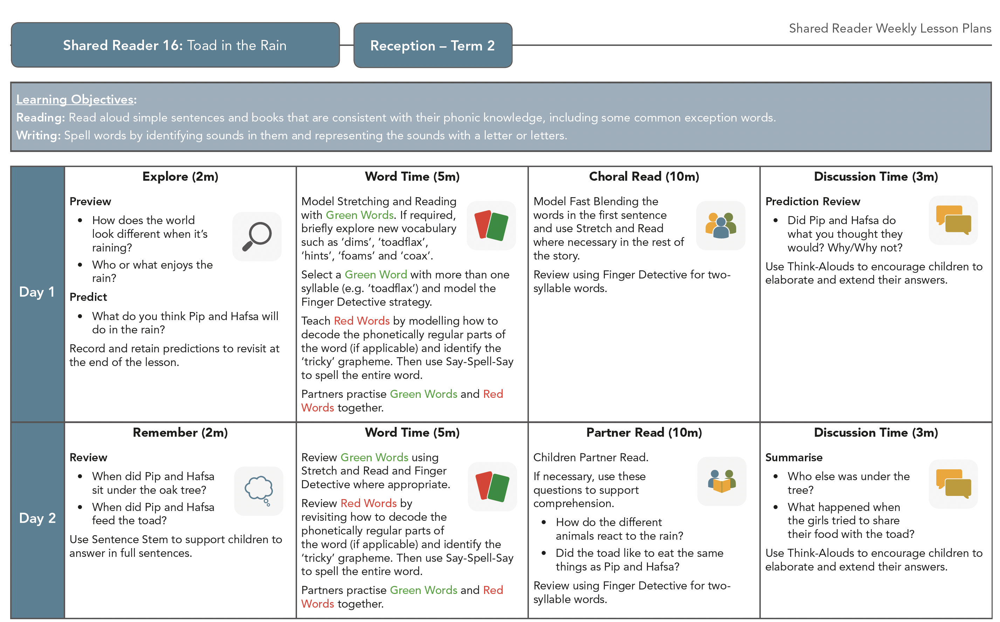 Shared Reader Weekly Lesson Plans
Shared Reader 16: Toad in the Rain
Reception – Term 2
Learning Objectives:
Reading: Read aloud simple sentences and books that are consistent with their phonic knowledge, including some common exception words.
Writing: Spell words by identifying sounds in them and representing the sounds with a letter or letters.
Day 1
Explore (2m)
Preview
• How does the world
look different when it’s
raining?
• Who or what enjoys the
rain?
Predict
• What do you think Pip and Hafsa will
do in the rain?
Record and retain predictions to revisit at
the end of the lesson.
Word Time (5m)
Model Stretching and Reading
with Green Words. If required,
briefly explore new vocabulary
such as ‘dims’, ‘toadflax’,
‘hints’, ‘foams’ and ‘coax’.
Select a Green Word with more than one
syllable (e.g. ‘toadflax’) and model the
Finger Detective strategy.
Teach Red Words by modelling how to
decode the phonetically regular parts of
the word (if applicable) and identify the
‘tricky’ grapheme. Then use Say-Spell-Say
to spell the entire word.
Partners practise Green Words and Red
Words together.
Choral Read (10m)
Model Fast Blending the
words in the first sentence
and use Stretch and Read
where necessary in the rest of
the story.
Review using Finger Detective for two-
syllable words.
Discussion Time (3m)
Prediction Review
• Did Pip and Hafsa do
what you thought they
would? Why/Why not?
Use Think-Alouds to encourage children to
elaborate and extend their answers.
Day 2
Remember (2m)
Review
• When did Pip and Hafsa
sit under the oak tree?
• When did Pip and Hafsa
feed the toad?
Use Sentence Stem to support children to
answer in full sentences.
Word Time (5m)
Review Green Words using
Stretch and Read and Finger
Detective where appropriate.
Review Red Words by
revisiting how to decode the
phonetically regular parts of
the word (if applicable) and identify the
‘tricky’ grapheme. Then use Say-Spell-Say
to spell the entire word.
Partners practise Green Words and Red
Words together.
Partner Read (10m)
Children Partner Read.
If necessary, use these
questions to support
comprehension.
• How do the different
animals react to the rain?
• Did the toad like to eat the same
things as Pip and Hafsa?
Review using Finger Detective for two-
syllable words.
Discussion Time (3m)
Summarise
• Who else was under the
tree?
• What happened when
the girls tried to share
their food with the toad?
Use Think-Alouds to encourage children to
elaborate and extend their answers.